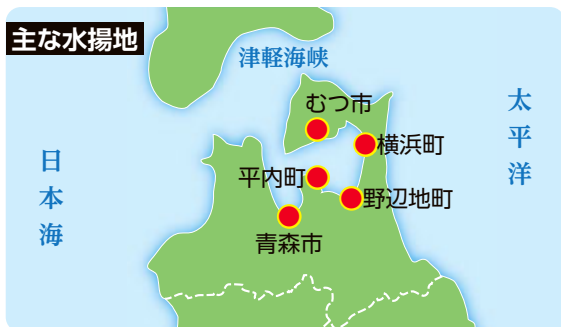 主な水揚地
津軽海峡
むつ市
太平洋
横浜町
日本海
平内町
野辺地町
青森市